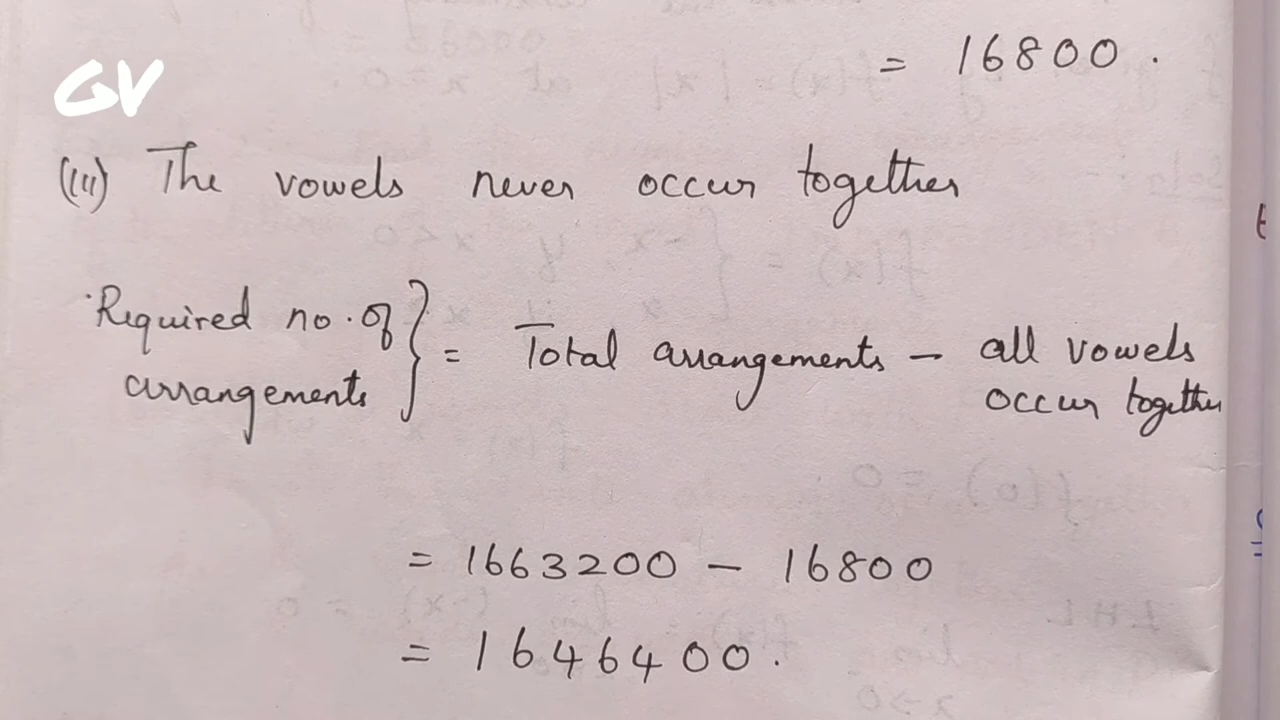 = 16800.
GV
(iii) The vowels never occur together
Required no. of } = Total arrangements - all vowels
arrangements occur together
= 1663200 - 16800
= 1646400.